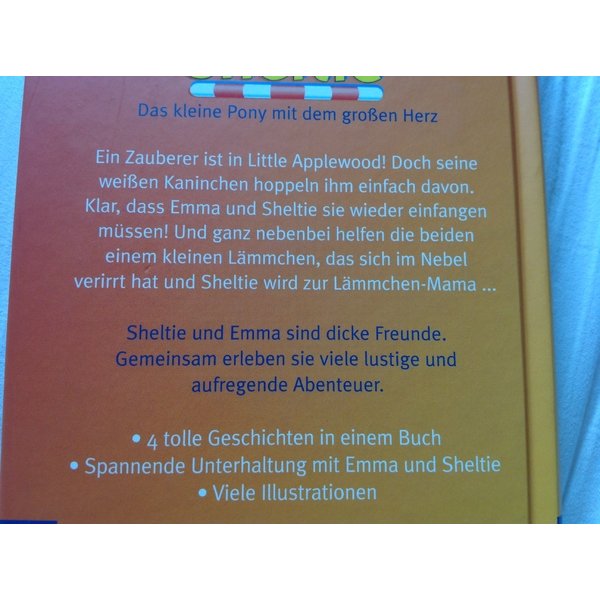 Das kleine Pony mit dem großen Herz
Ein Zauberer ist in Little Applewood! Doch seine
weißen Kaninchen hoppeln ihm einfach davon.
Klar, dass Emma und Sheltie sie wieder einfangen
müssen! Und ganz nebenbei helfen die beiden
einem kleinen Lämmchen, das sich im Nebel
verirrt hat und Sheltie wird zur Lämmchen-Mama ...
Sheltie und Emma sind dicke Freunde.
Gemeinsam erleben sie viele lustige und
aufregende Abenteuer.
• 4 tolle Geschichten in einem Buch
• Spannende Unterhaltung mit Emma und Sheltie
• Viele Illustrationen